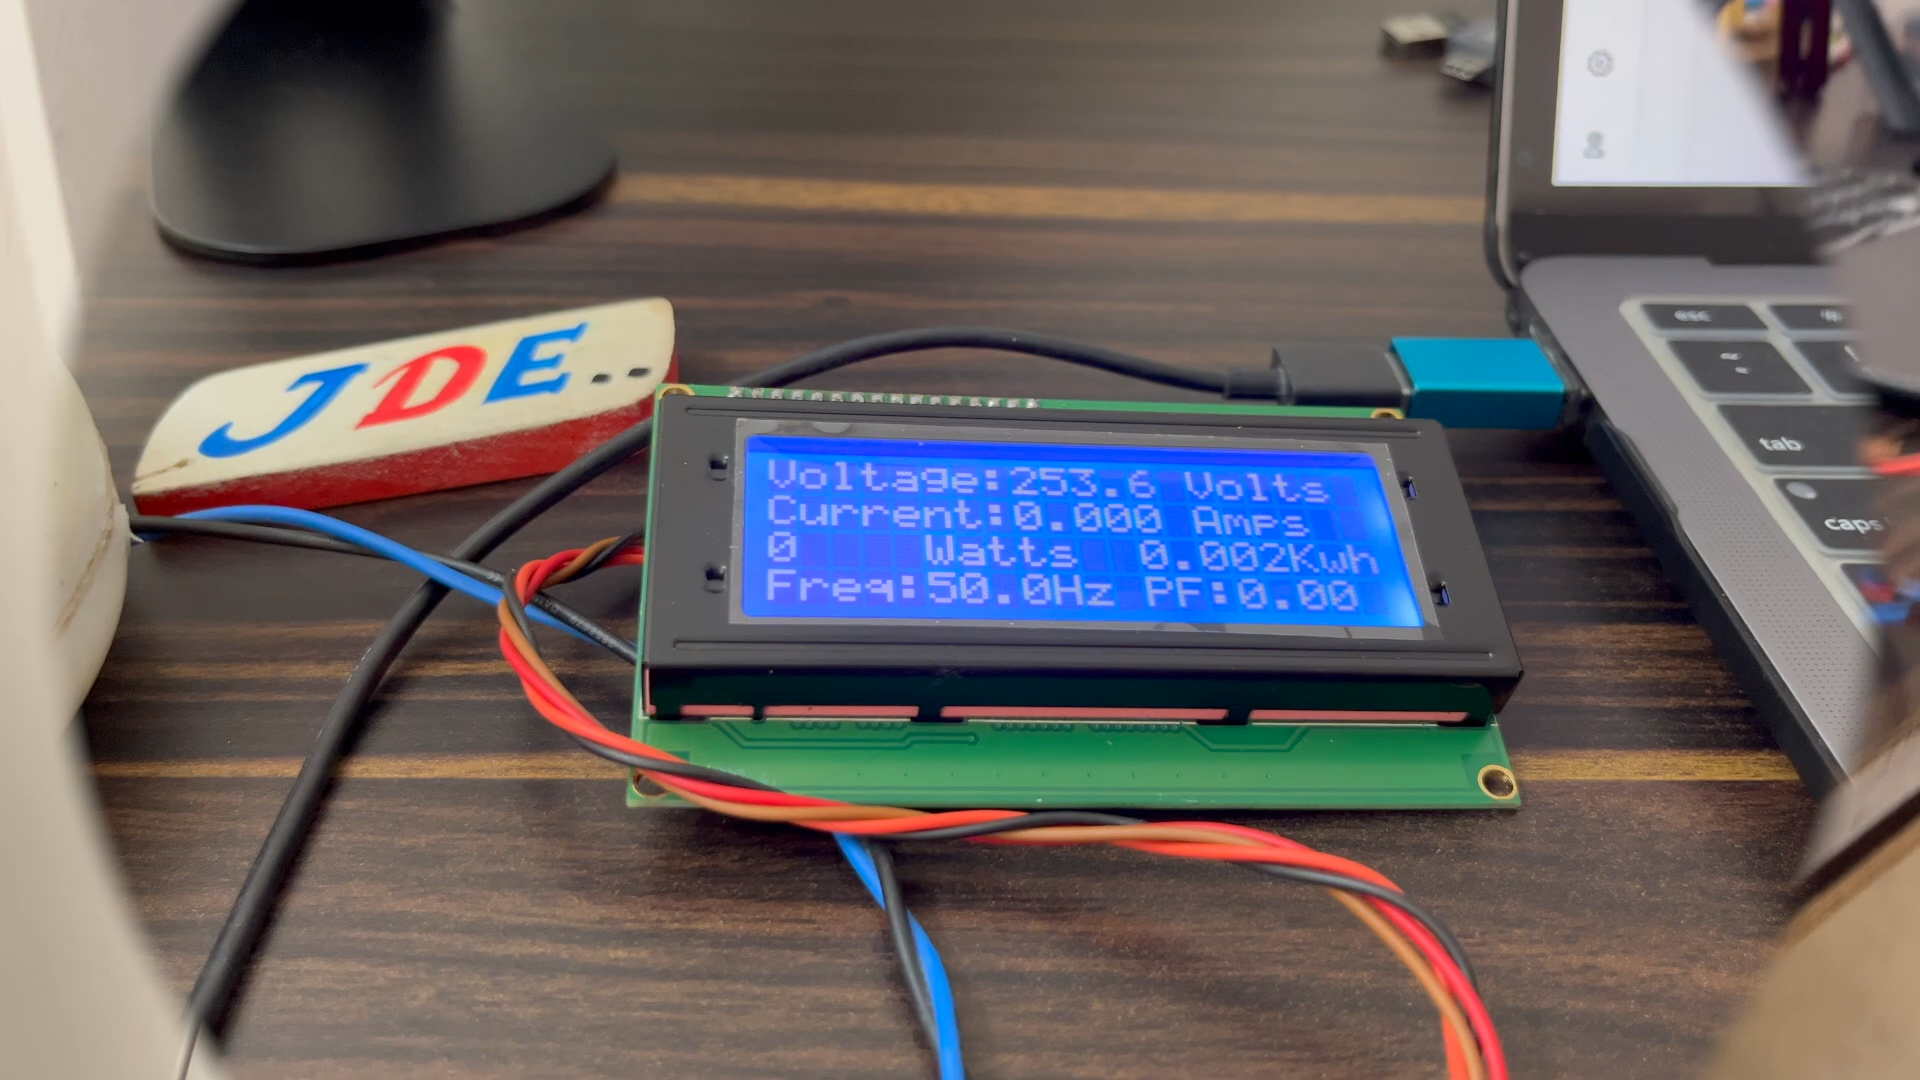 JDE..
Voltage:253.6 Volts
Current:0.000 Amps
0    Watts  0.002Kwh
Freq:50.0Hz PF:0.00
esc
tab
caps